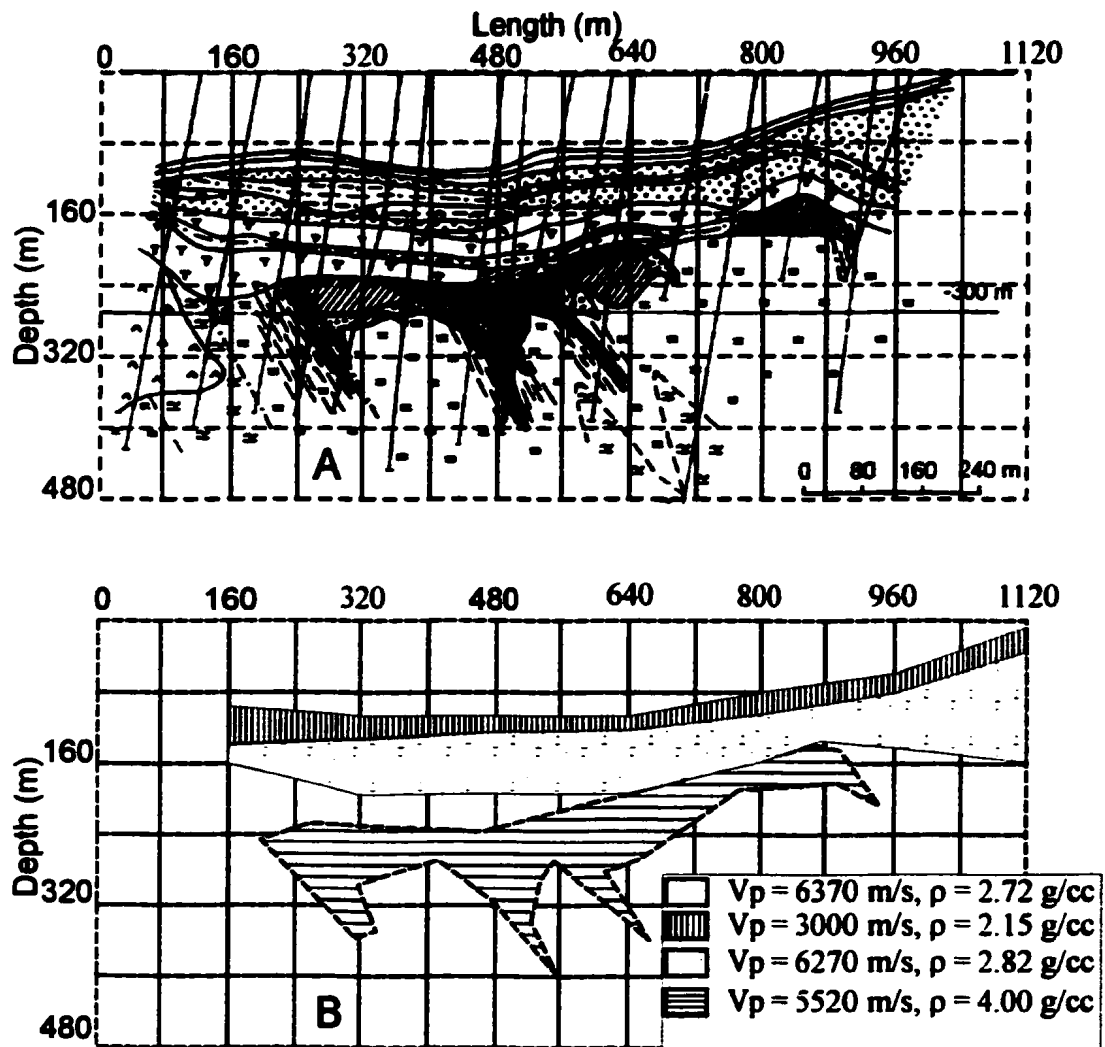 Length (m)
0 160 320 480 640 800 960 1120
Depth (m)
160
-300 m
320
A
0 80 160 240 m
480
0 160 320 480 640 800 960 1120
Depth (m)
160
320
Vp = 6370 m/s, ρ = 2.72 g/cc
Vp = 3000 m/s, ρ = 2.15 g/cc
Vp = 6270 m/s, ρ = 2.82 g/cc
Vp = 5520 m/s, ρ = 4.00 g/cc
B
480